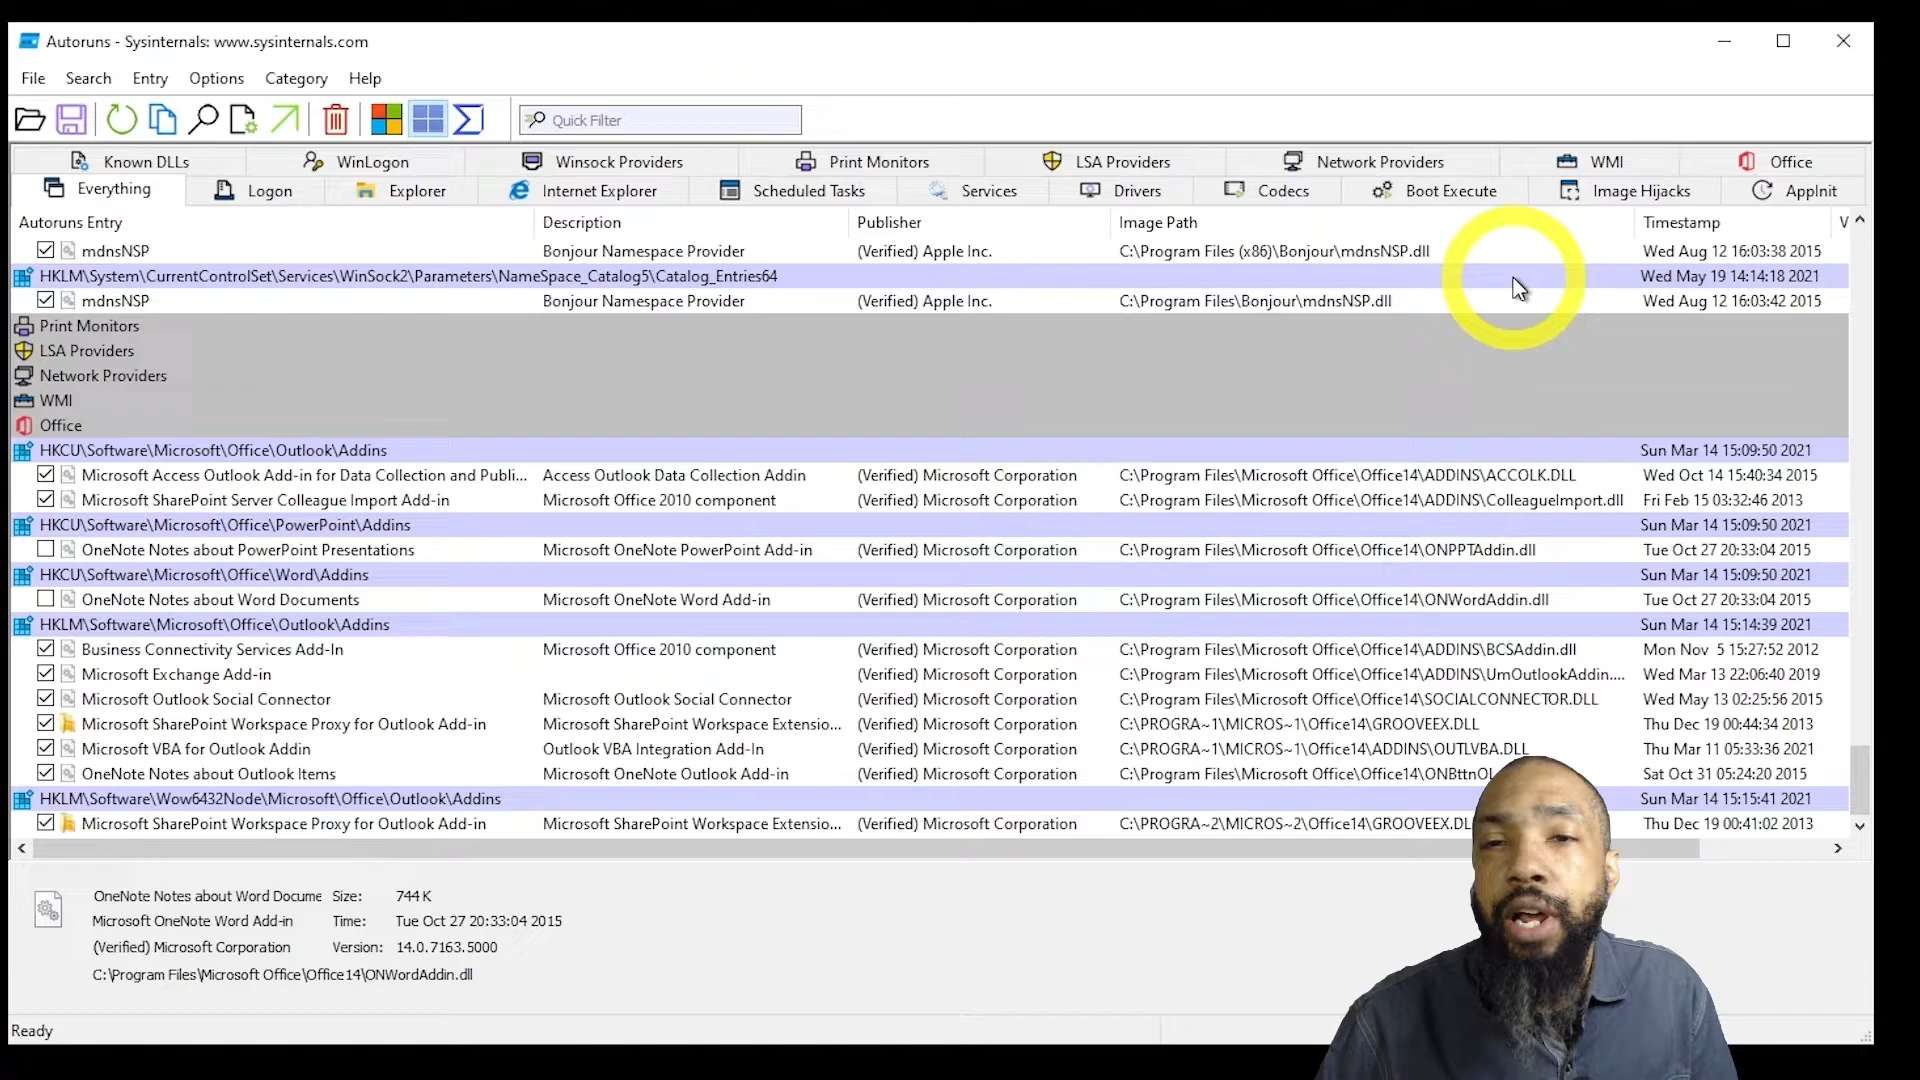 Autoruns - Sysinternals: www.sysinternals.com
File Search Entry Options Category Help
Quick Filter
Known DLLs WinLogon Winsock Providers Print Monitors LSA Providers Network Providers WMI Office
Everything Logon Explorer Internet Explorer Scheduled Tasks Services Drivers Codecs Boot Execute Image Hijacks AppInit
Autoruns Entry Description Publisher Image Path Timestamp V
mdnsNSP Bonjour Namespace Provider (Verified) Apple Inc. C:\Program Files (x86)\Bonjour\mdnsNSP.dll Wed Aug 12 16:03:38 2015
HKLM\System\CurrentControlSet\Services\WinSock2\Parameters\NameSpace_Catalog5\Catalog_Entries64 Wed May 19 14:14:18 2021
mdnsNSP Bonjour Namespace Provider (Verified) Apple Inc. C:\Program Files\Bonjour\mdnsNSP.dll Wed Aug 12 16:03:42 2015
Print Monitors
LSA Providers
Network Providers
WMI
Office
HKCU\Software\Microsoft\Office\Outlook\Addins Sun Mar 14 15:09:50 2021
Microsoft Access Outlook Add-in for Data Collection and Publi... Access Outlook Data Collection Addin (Verified) Microsoft Corporation C:\Program Files\Microsoft Office\Office14\ADDINS\ACCOLK.DLL Wed Oct 14 15:40:34 2015
Microsoft SharePoint Server Colleague Import Add-in Microsoft Office 2010 component (Verified) Microsoft Corporation C:\Program Files\Microsoft Office\Office14\ADDINS\ColleagueImport.dll Fri Feb 15 03:32:46 2013
HKCU\Software\Microsoft\Office\PowerPoint\Addins Sun Mar 14 15:09:50 2021
OneNote Notes about PowerPoint Presentations Microsoft OneNote PowerPoint Add-in (Verified) Microsoft Corporation C:\Program Files\Microsoft Office\Office14\ONPPTAddin.dll Tue Oct 27 20:33:04 2015
HKCU\Software\Microsoft\Office\Word\Addins Sun Mar 14 15:09:50 2021
OneNote Notes about Word Documents Microsoft OneNote Word Add-in (Verified) Microsoft Corporation C:\Program Files\Microsoft Office\Office14\ONWordAddin.dll Tue Oct 27 20:33:04 2015
HKLM\Software\Microsoft\Office\Outlook\Addins Sun Mar 14 15:14:39 2021
Business Connectivity Services Add-In Microsoft Office 2010 component (Verified) Microsoft Corporation C:\Program Files\Microsoft Office\Office14\ADDINS\BCSAddin.dll Mon Nov 5 15:27:52 2012
Microsoft Exchange Add-in (Verified) Microsoft Corporation C:\Program Files\Microsoft Office\Office14\ADDINS\UmOutlookAddin.... Wed Mar 13 22:06:40 2019
Microsoft Outlook Social Connector Microsoft Outlook Social Connector (Verified) Microsoft Corporation C:\Program Files\Microsoft Office\Office14\SOCIALCONNECTOR.DLL Wed May 13 02:25:56 2015
Microsoft SharePoint Workspace Proxy for Outlook Add-in Microsoft SharePoint Workspace Extensio... (Verified) Microsoft Corporation C:\PROGRA~1\MICROS~1\Office14\GROOVEEX.DLL Thu Dec 19 00:44:34 2013
Microsoft VBA for Outlook Addin Outlook VBA Integration Add-In (Verified) Microsoft Corporation C:\PROGRA~1\MICROS~1\Office14\ADDINS\OUTLVBA.DLL Thu Mar 11 05:33:36 2021
OneNote Notes about Outlook Items Microsoft OneNote Outlook Add-in (Verified) Microsoft Corporation C:\Program Files\Microsoft Office\Office14\ONBttnOL Sat Oct 31 05:24:20 2015
HKLM\Software\Wow6432Node\Microsoft\Office\Outlook\Addins Sun Mar 14 15:15:41 2021
Microsoft SharePoint Workspace Proxy for Outlook Add-in Microsoft SharePoint Workspace Extensio... (Verified) Microsoft Corporation C:\PROGRA~2\MICROS~2\Office14\GROOVEEX.DL Thu Dec 19 00:41:02 2013
OneNote Notes about Word Docume Size: 744 K
Microsoft OneNote Word Add-in Time: Tue Oct 27 20:33:04 2015
(Verified) Microsoft Corporation Version: 14.0.7163.5000
C:\Program Files\Microsoft Office\Office14\ONWordAddin.dll
Ready